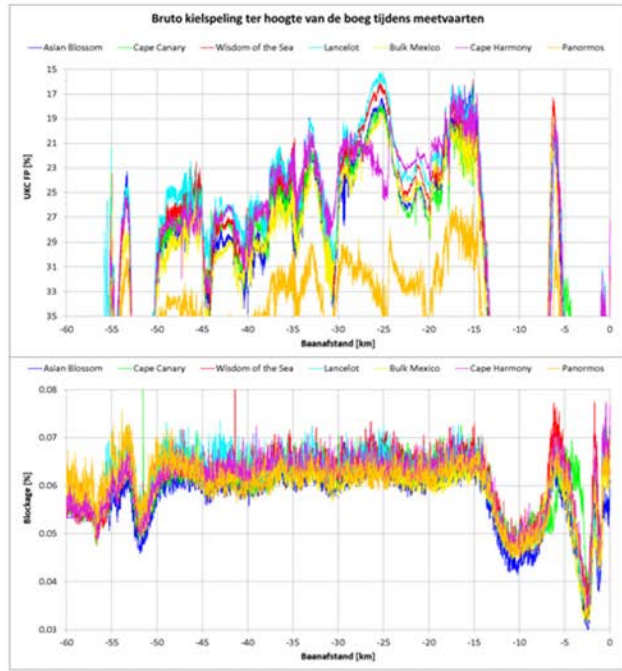 Bruto kielspeling ter hoogte van de boeg tijdens meetvaarten
Asian Blossom Cape Canary Wisdom of the Sea Lancelot Bulk Mexico Cape Harmony Panormos
UKC FP [%]
15
17
19
21
23
25
27
29
31
33
35
-60 -55 -50 -45 -40 -35 -30 -25 -20 -15 -10 -5 0
Baanafstand [km]
Asian Blossom Cape Canary Wisdom of the Sea Lancelot Bulk Mexico Cape Harmony Panormos
Blockage [%]
0.08
0.07
0.06
0.05
0.04
0.03
-60 -55 -50 -45 -40 -35 -30 -25 -20 -15 -10 -5 0
Baanafstand [km]